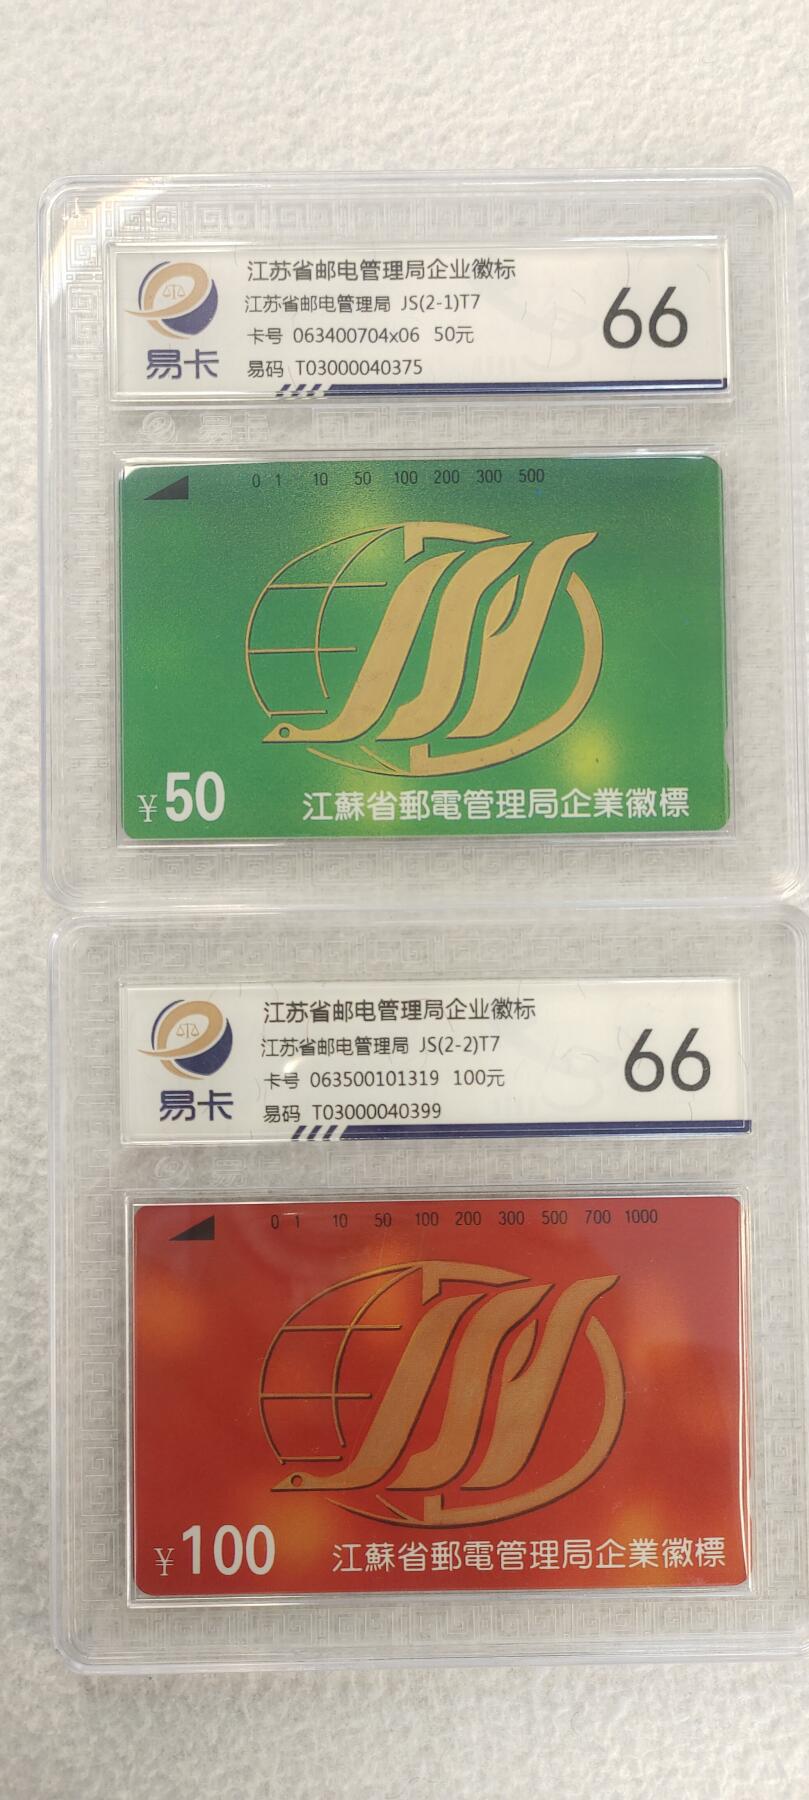 江苏省邮电管理局企业徽标
江苏省邮电管理局 JS(2-1)T7
卡号 063400704x06 50元
易码 T03000040375
66
易卡
易卡
0 1 10 50 100 200 300 500
¥50
江蘇省郵電管理局企業徽標
江苏省邮电管理局企业徽标
江苏省邮电管理局 JS(2-2)T7
卡号 063500101319 100元
易码 T03000040399
66
易卡
易卡
0 1 10 50 100 200 300 500 700 1000
¥100
江蘇省郵電管理局企業徽標